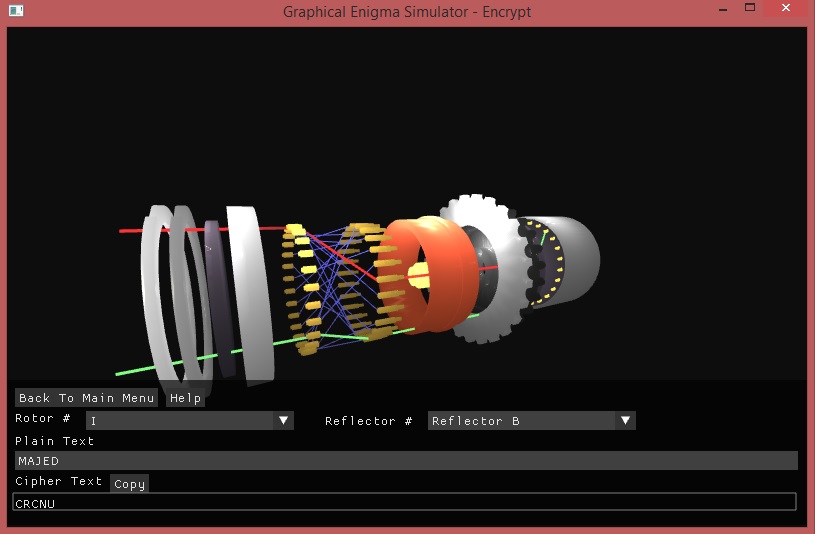 Graphical Enigma Simulator - Encrypt
Back To Main Menu Help
Rotor # I Reflector # Reflector B
Plain Text
MAJED
Cipher Text Copy
CRCNU